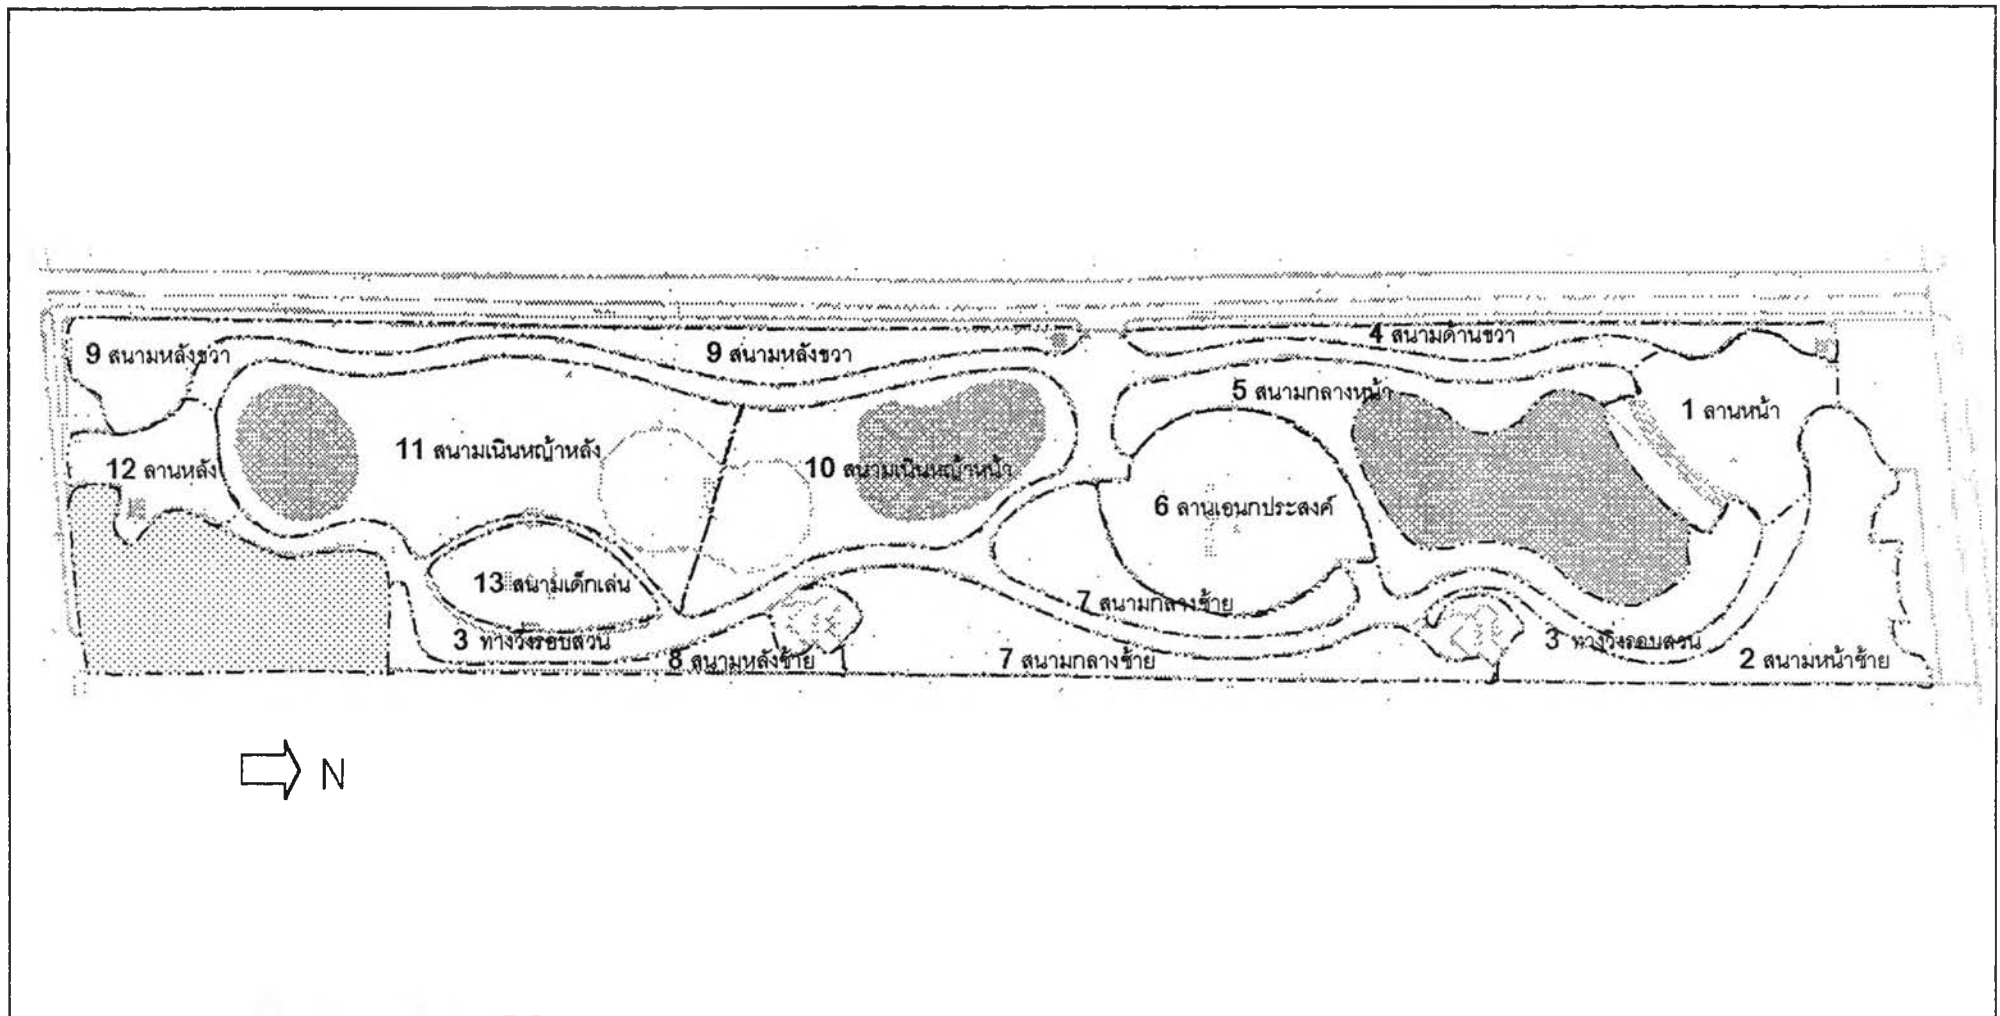 4 สนามด้านขวา
9 สนามหลังขวา
9 สนามหลังขวา
5 สนามกลางหน้า
1 ลานหน้า
11 สนามเนินหญ้าหลัง
12 ลานหลัง
10 สนามเนินหญ้าหน้า
6 ลานเอนกประสงค์
13 สนามเด็กเล่น
7 สนามกลางซ้าย
3 ทางวิ่งรอบสวน
3 ทางวิ่งรอบสวน
8 สนามหลังซ้าย
7 สนามกลางซ้าย
2 สนามหน้าซ้าย
N